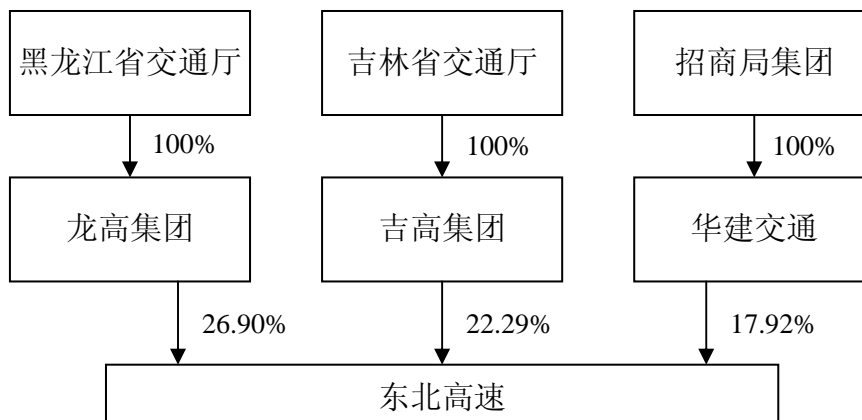 黑龙江省交通厅 吉林省交通厅 招商局集团
100% 100% 100%
龙高集团 吉高集团 华建交通
26.90% 22.29% 17.92%
东北高速